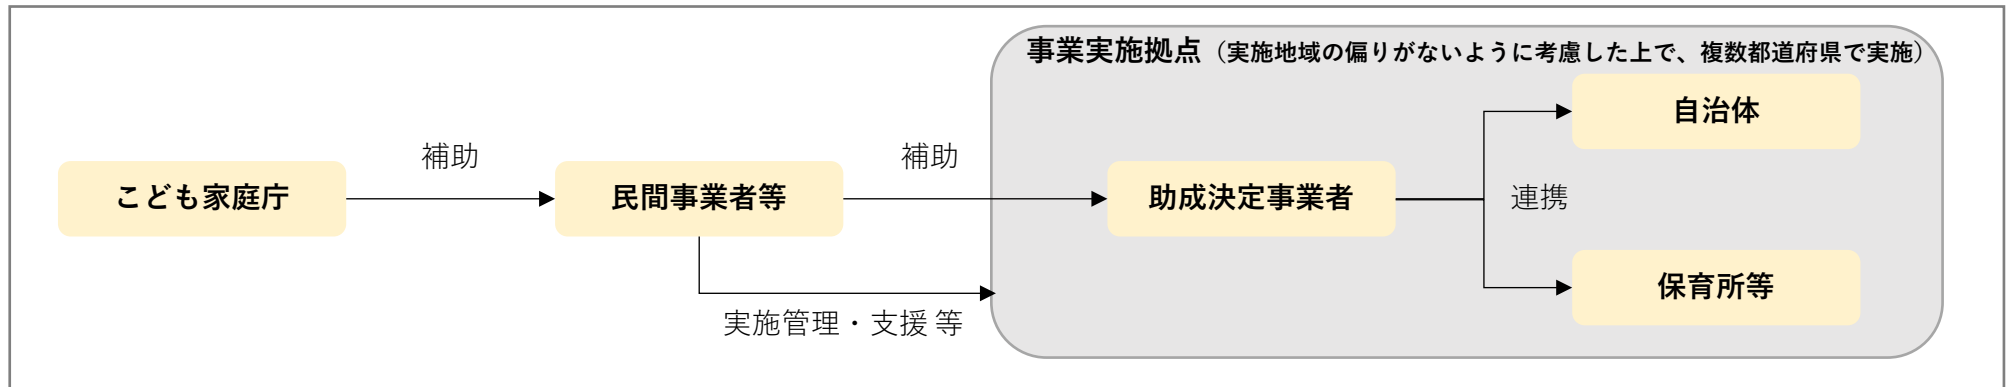 事業実施拠点（実施地域の偏りがないように考慮した上で、複数都道府県で実施）
こども家庭庁
補助
民間事業者等
補助
助成決定事業者
連携
自治体
保育所等
実施管理・支援 等